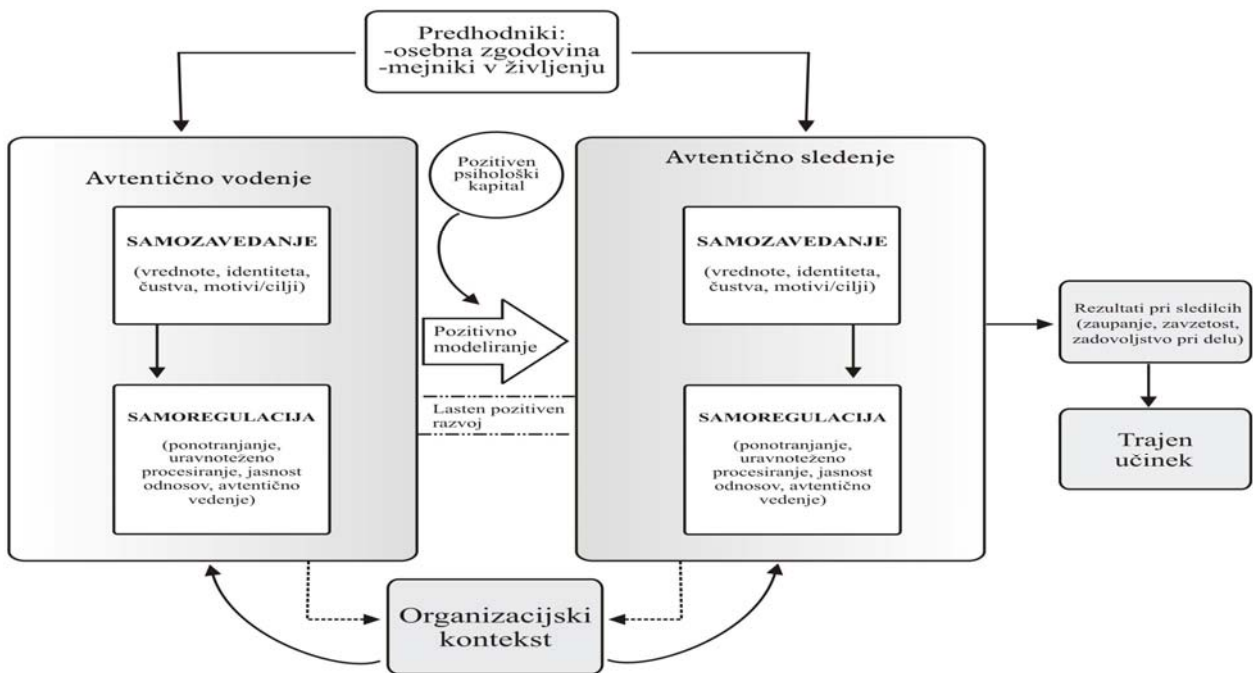 Predhodniki:
-osebna zgodovina
-mejniki v življenju
Avtentično vodenje
SAMOZAVEDANJE
(vrednote, identiteta,
čustva, motivi/cilji)
SAMOREGULACIJA
(ponotranjanje,
uravnoteženo
procesiranje, jasnost
odnosov, avtentično
vedenje)
Pozitiven
psihološki
kapital
Pozitivno
modeliranje
Lasten pozitiven
razvoj
Avtentično sledenje
SAMOZAVEDANJE
(vrednote, identiteta,
čustva, motivi/cilji)
SAMOREGULACIJA
(ponotranjanje,
uravnoteženo
procesiranje, jasnost
odnosov, avtentično
vedenje)
Rezultati pri sledilcih
(zaupanje, zavzetost,
zadovoljstvo pri delu)
Trajen
učinek
Organizacijski
kontekst